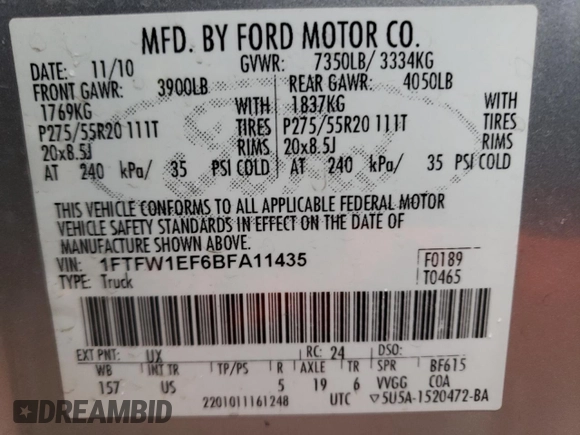 MFD. BY FORD MOTOR CO.
DATE: 11/10 GVWR: 7350LB/ 3334KG
FRONT GAWR: 3900LB REAR GAWR: 4050LB
1769KG WITH 1837KG WITH
P275/55R20 111T TIRES P275/55R20 111T TIRES
20x8.5J RIMS 20x8.5J RIMS
AT 240 kPa/ 35 PSI COLD AT 240 kPa/ 35 PSI COLD
THIS VEHICLE CONFORMS TO ALL APPLICABLE FEDERAL MOTOR
VEHICLE SAFETY STANDARDS IN EFFECT ON THE DATE OF
MANUFACTURE SHOWN ABOVE.
VIN: 1FTFW1EF6BFA11435 F0189
TYPE: Truck T0465
EXT PNT: UX RC: 24 DSO:
WB INT TR TP/PS R AXLE TR SPR BF615
157 US 5 19 6 VVGG COA
2201011161248 UTC ▽5U5A-1520472-BA
Ford
DREAMBID
.COM